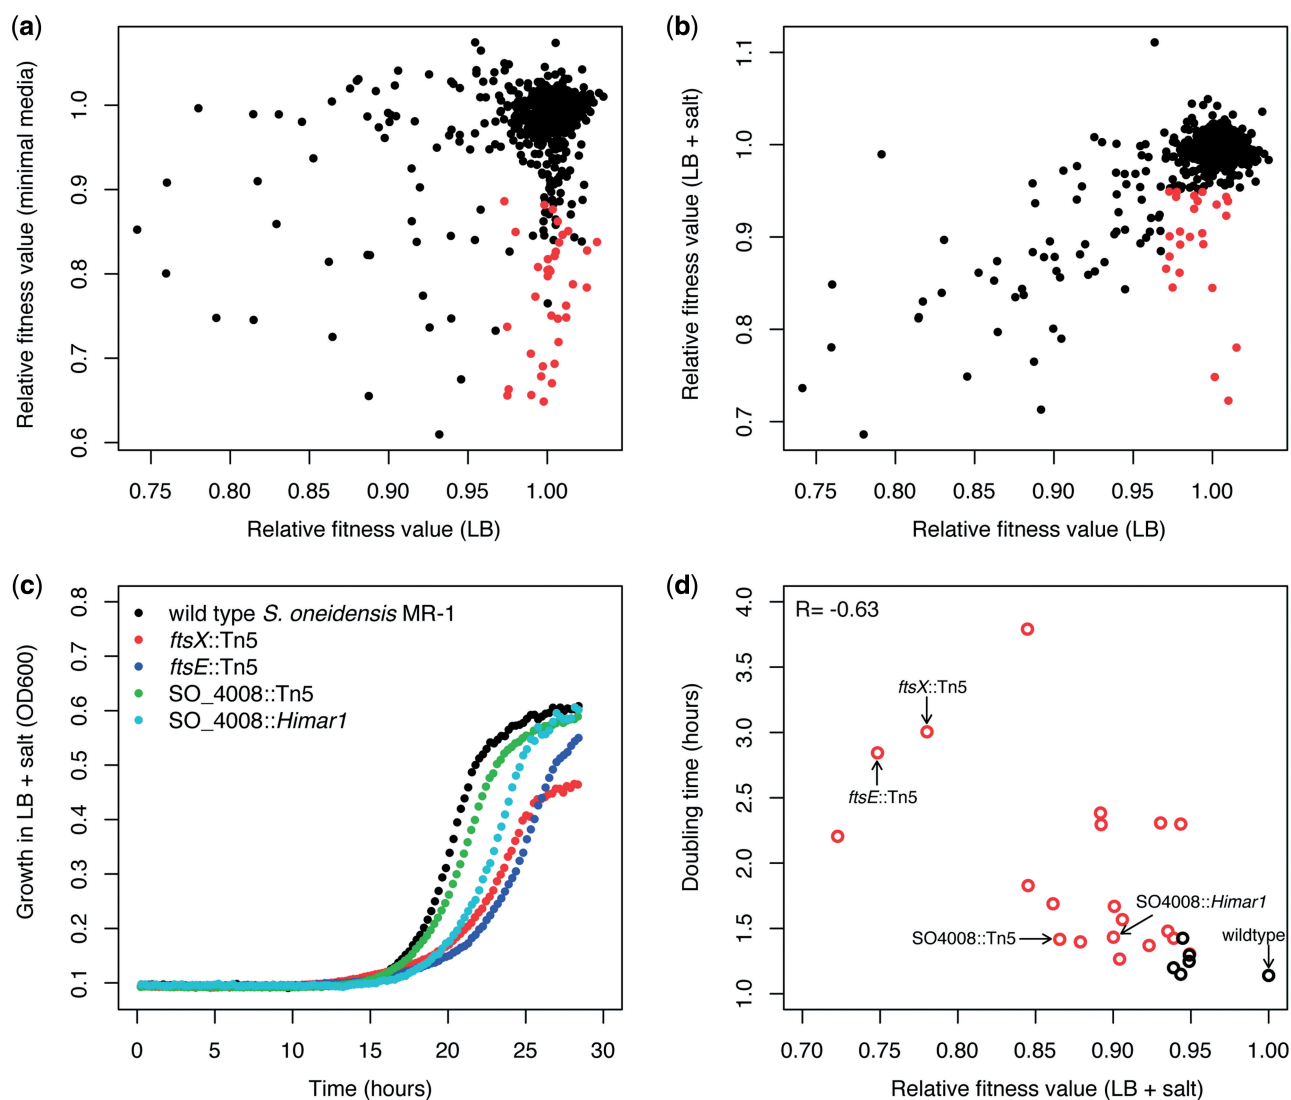 (a)
Relative fitness value (minimal media)
1.0
0.9
0.8
0.7
0.6
0.75 0.80 0.85 0.90 0.95 1.00
Relative fitness value (LB)
(b)
Relative fitness value (LB + salt)
1.1
1.0
0.9
0.8
0.7
0.75 0.80 0.85 0.90 0.95 1.00
Relative fitness value (LB)
(c)
Growth in LB + salt (OD600)
0.8
0.7
0.6
0.5
0.4
0.3
0.2
0.1
wild type S. oneidensis MR-1
ftsX::Tn5
ftsE::Tn5
SO_4008::Tn5
SO_4008::Himar1
0 5 10 15 20 25 30
Time (hours)
(d)
Doubling time (hours)
4.0
3.5
3.0
2.5
2.0
1.5
1.0
R= -0.63
ftsX::Tn5
ftsE::Tn5
SO4008::Himar1
SO4008::Tn5
wildtype
0.70 0.75 0.80 0.85 0.90 0.95 1.00
Relative fitness value (LB + salt)